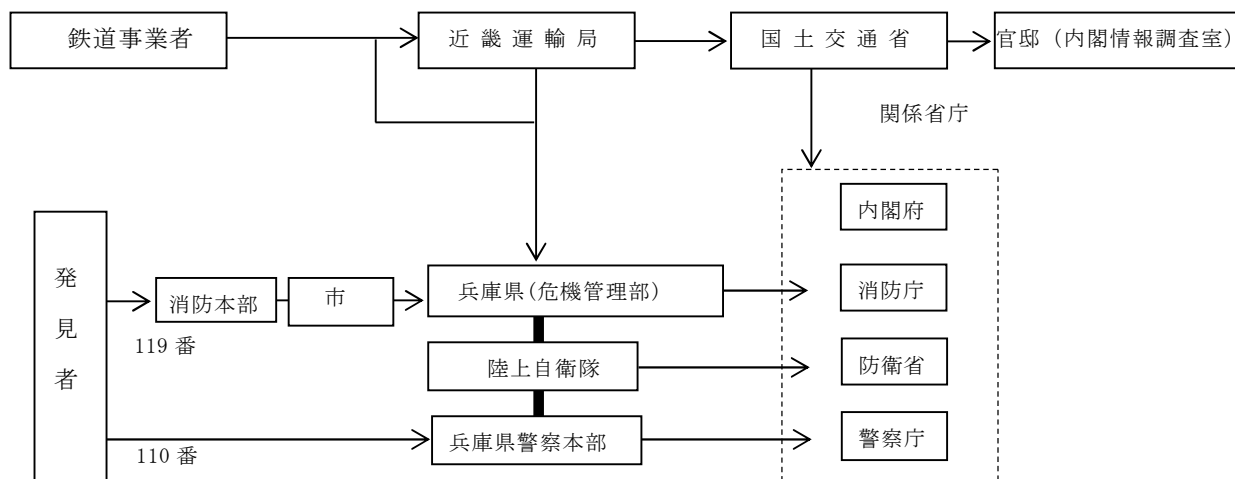 鉄道事業者
近畿運輸局
国土交通省
官邸（内閣情報調査室）
関係省庁
内閣府
発見者
消防本部
市
兵庫県(危機管理部)
消防庁
119 番
陸上自衛隊
防衛省
兵庫県警察本部
警察庁
110 番